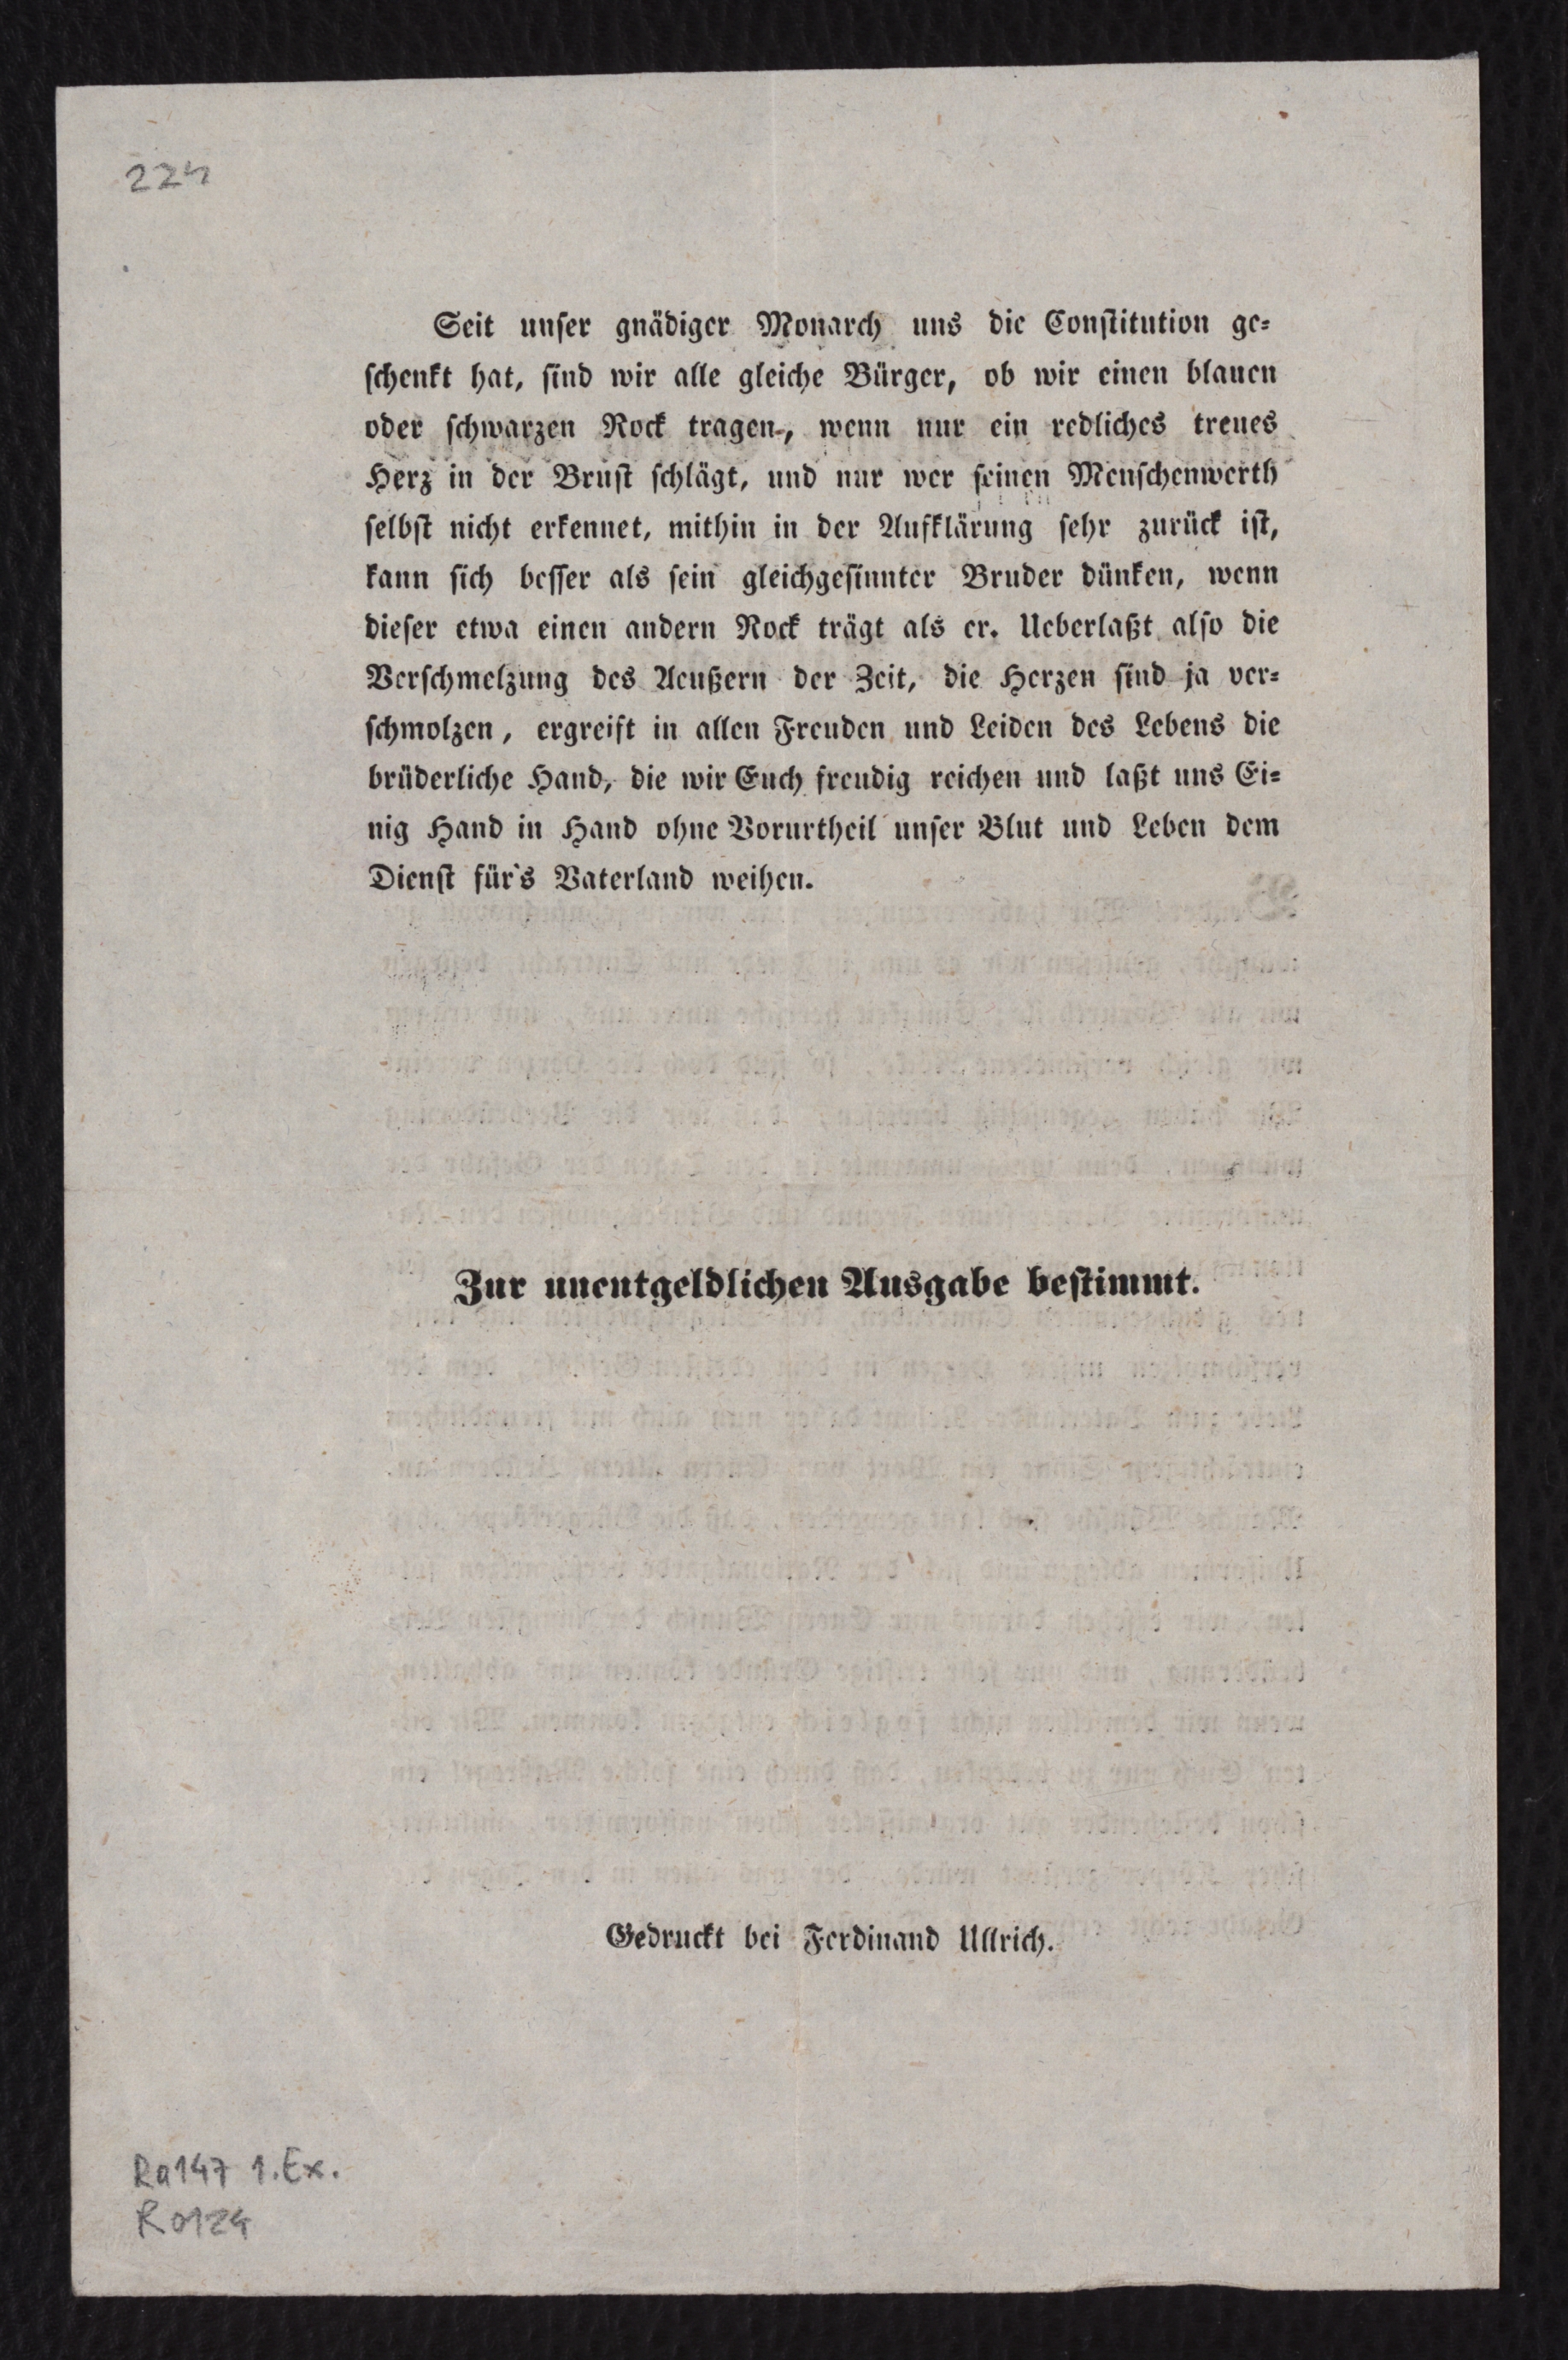 224
Seit unser gnädiger Monarch uns die Constitution ge-
schenkt hat, sind wir alle gleiche Bürger, ob wir einen blauen
oder schwarzen Rock tragen, wenn nur ein redliches treues
Herz in der Brust schlägt, und nur wer seinen Menschenwerth
selbst nicht erkennet, mithin in der Aufklärung sehr zurück ist,
kann sich besser als sein gleichgesinnter Bruder dünken, wenn
dieser etwa einen andern Rock trägt als er. Ueberlaßt also die
Verschmelzung des Aeußern der Zeit, die Herzen sind ja ver-
schmolzen, ergreift in allen Freuden und Leiden des Lebens die
brüderliche Hand, die wir Euch freudig reichen und laßt uns Ei-
nig Hand in Hand ohne Vorurtheil unser Blut und Leben dem
Dienst für's Vaterland weihen.
Zur unentgeldlichen Ausgabe bestimmt.
Gedruckt bei Ferdinand Ullrich.
Ra147 1.Ex.
R0124